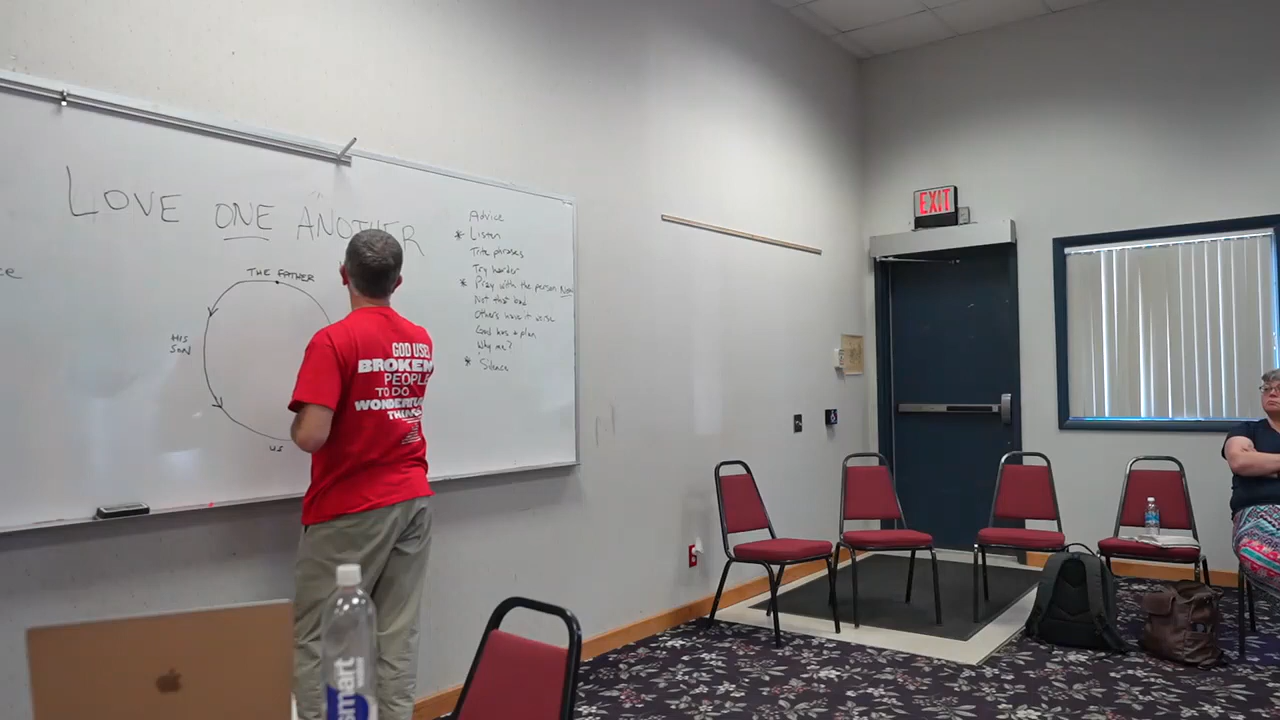 LOVE ONE ANOTHER
THE FATHER
HIS
SON
US
Advice
* Listen
Trite phrases
Try harder
* Pray with the person Now
Not that bad
Others have it worse
God has a plan
Why me?
* Silence
GOD USES
BROKEN
PEOPLE
TO DO
WONDERFUL
THINGS
EXIT
smart